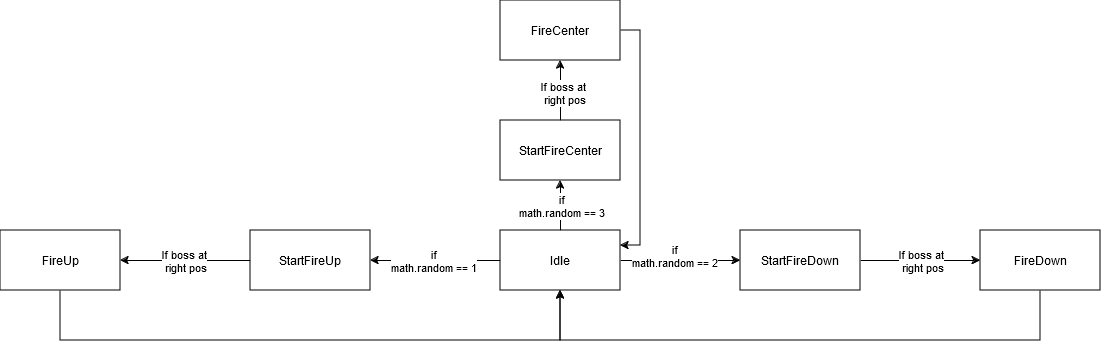 FireCenter
If boss at
right pos
StartFireCenter
if
math.random == 3
FireUp
If boss at
right pos
StartFireUp
if
math.random == 1
Idle
if
math.random == 2
StartFireDown
If boss at
right pos
FireDown